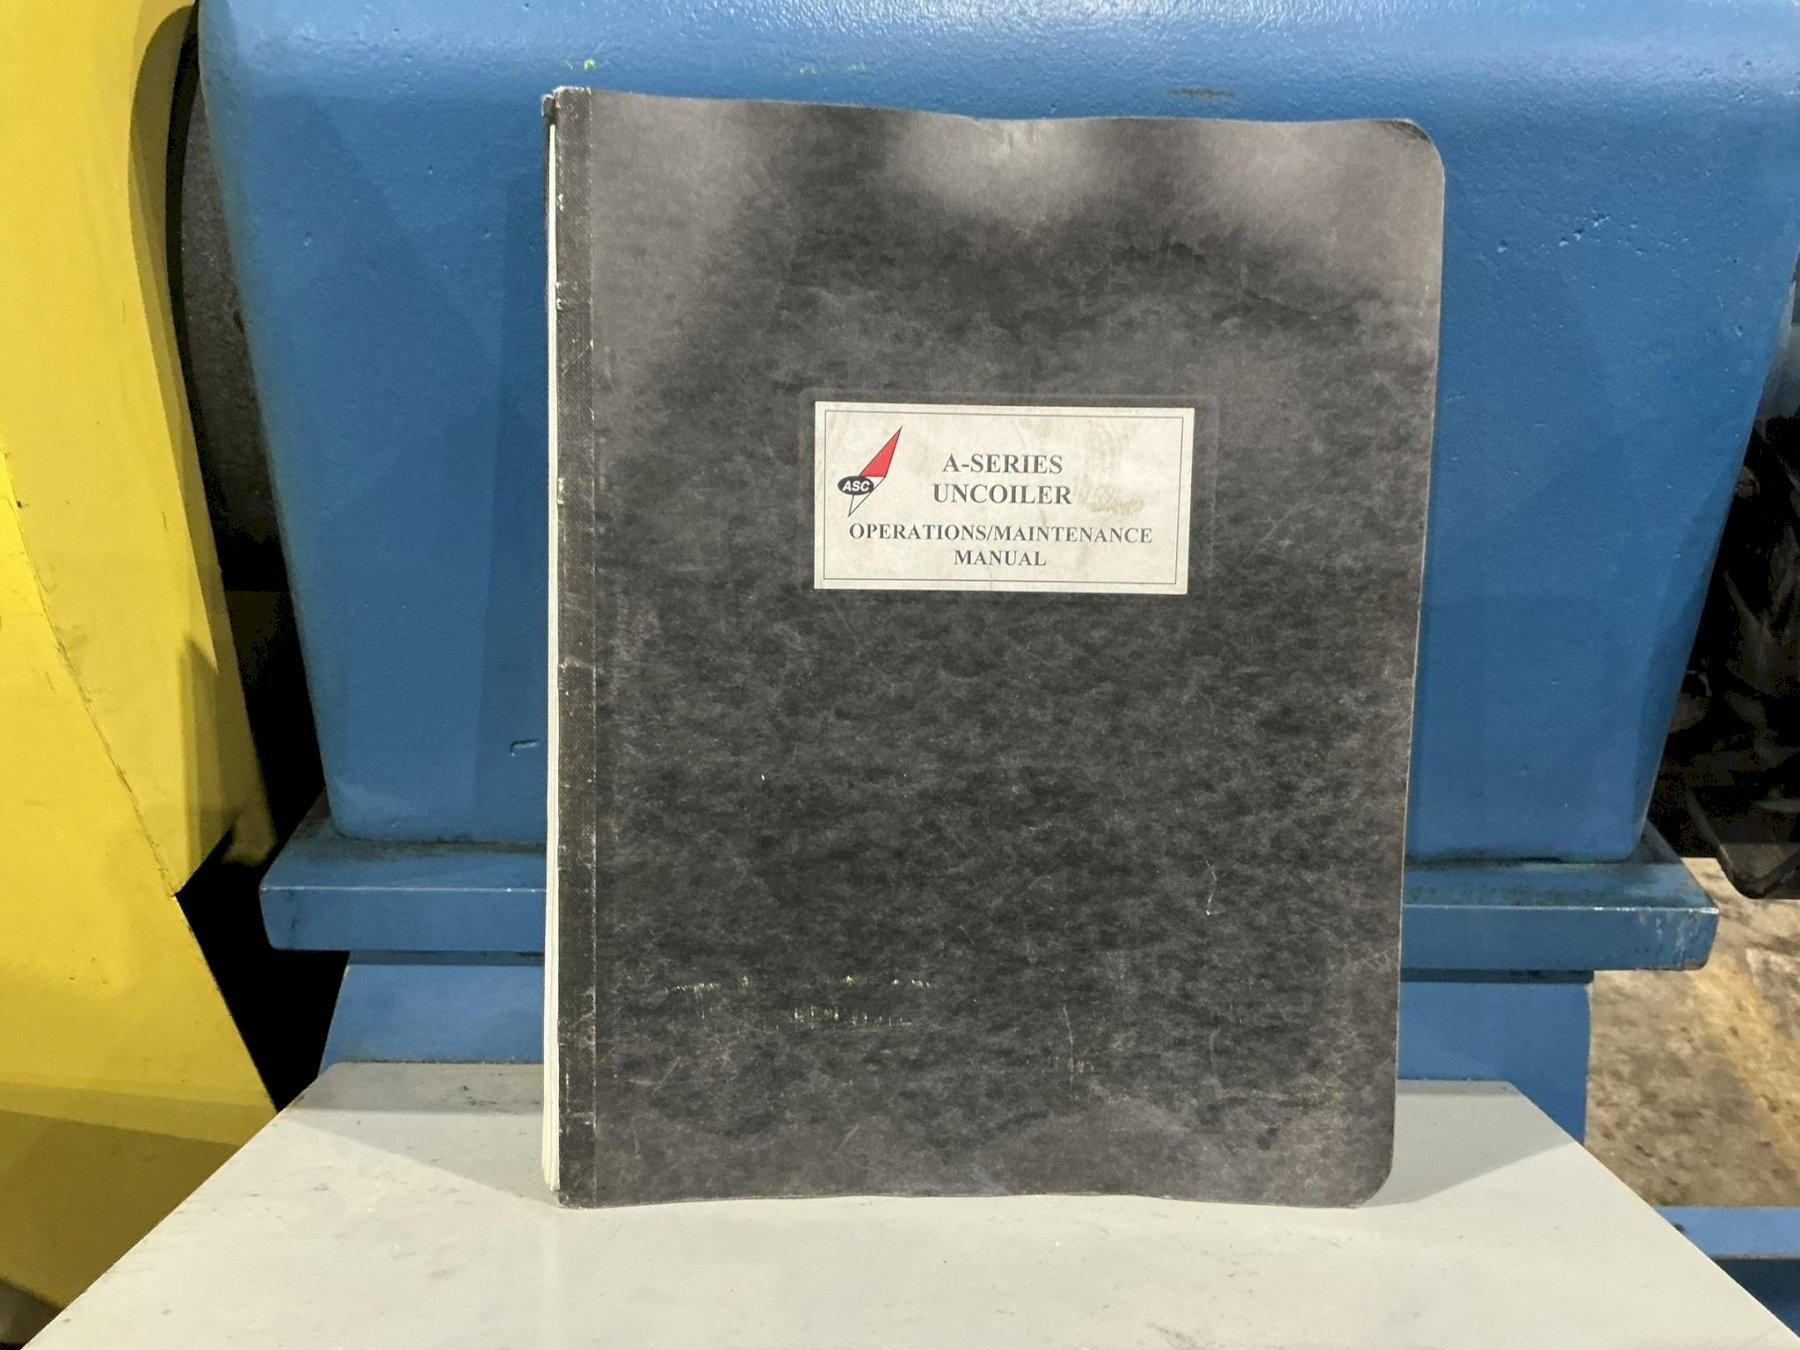 A-SERIES
UNCOILER
ASC
OPERATIONS/MAINTENANCE
MANUAL